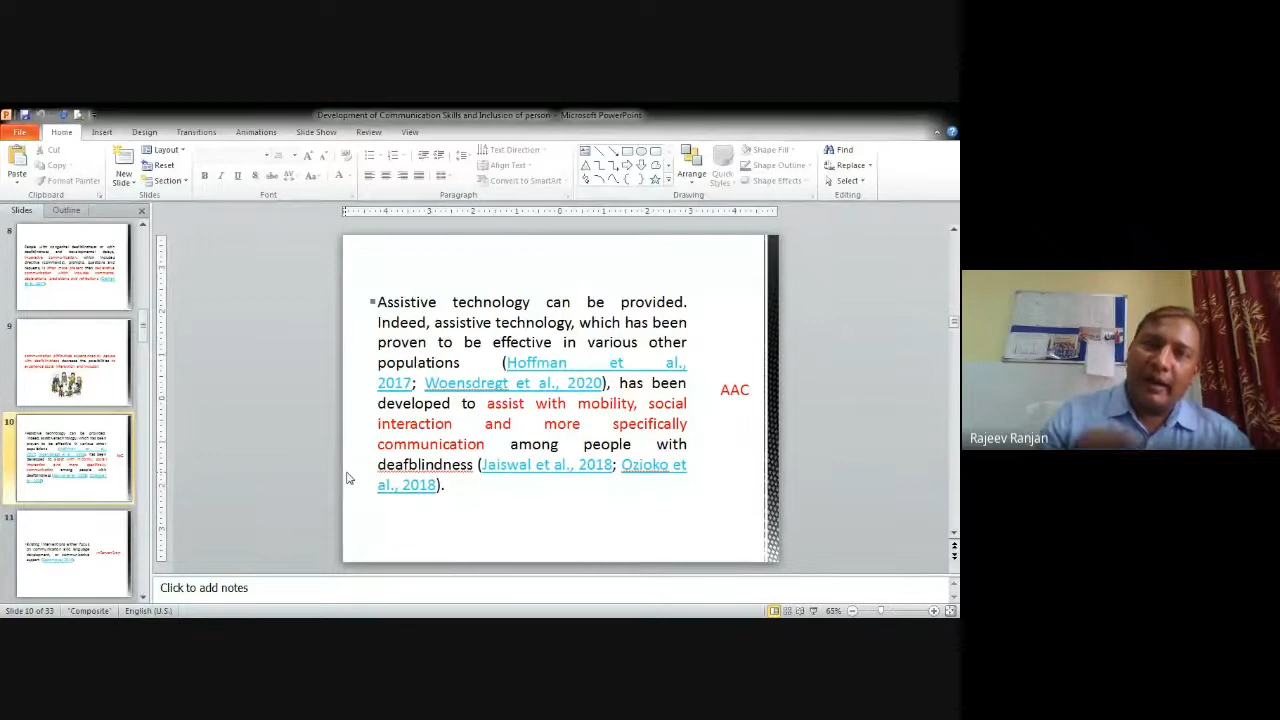 Development of Communication Skills and Inclusion of person - Microsoft PowerPoint
File Home Insert Design Transitions Animations Slide Show Review View
Cut
Copy
Format Painter
Paste
Clipboard
New
Slide
Layout
Reset
Section
Slides
Font
Text Direction
Align Text
Convert to SmartArt
Paragraph
Arrange
Quick
Styles
Shape Fill
Shape Outline
Shape Effects
Drawing
Find
Replace
Select
Editing
Slides Outline
8
9
10
11
Assistive technology can be provided.
Indeed, assistive technology, which has been
proven to be effective in various other
populations (Hoffman et al.,
2017; Woensdregt et al., 2020), has been
developed to assist with mobility, social
interaction and more specifically
communication among people with
deafblindness (Jaiswal et al., 2018; Ozioko et
al., 2018).
AAC
Click to add notes
Slide 10 of 33 "Composite" English (U.S.) 65%
Rajeev Ranjan